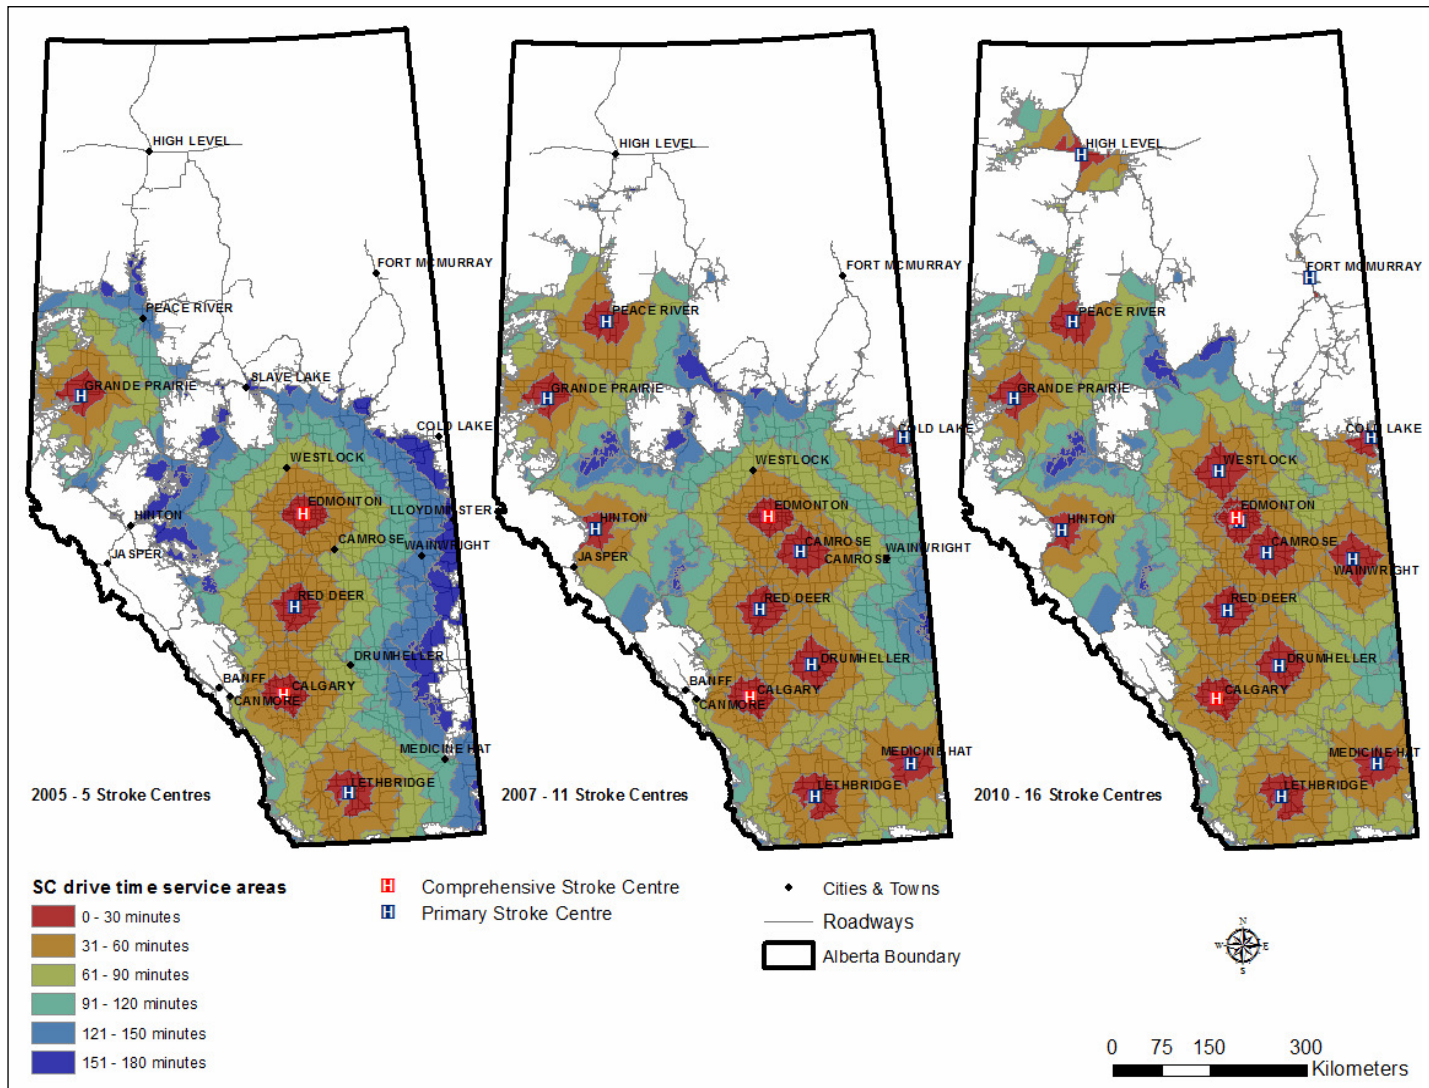 HIGH LEVEL
FORT MCMURRAY
PEACE RIVER
SLAVE LAKE
GRANDE PRAIRIE
H
COLD LAKE
WESTLOCK
EDMONTON
H
LLOYDMINSTER
HINTON
CAMROSE
WAINWRIGHT
JASPER
RED DEER
H
DRUMHELLER
BANFF
CALGARY
H
CANMORE
MEDICINE HAT
LETHBRIDGE
H
2005 - 5 Stroke Centres
HIGH LEVEL
FORT MCMURRAY
PEACE RIVER
H
GRANDE PRAIRIE
H
COLD LAKE
H
WESTLOCK
EDMONTON
H
HINTON
H
CAMROSE
H
CAMROSE
WAINWRIGHT
JASPER
RED DEER
H
DRUMHELLER
H
BANFF
CALGARY
H
CANMORE
MEDICINE HAT
H
LETHBRIDGE
H
2007 - 11 Stroke Centres
HIGH LEVEL
H
FORT MCMURRAY
H
PEACE RIVER
H
GRANDE PRAIRIE
H
COLD LAKE
H
WESTLOCK
H
EDMONTON
H
H
HINTON
H
CAMROSE
H
H
WAINWRIGHT
RED DEER
H
DRUMHELLER
H
CALGARY
H
MEDICINE HAT
H
LETHBRIDGE
H
2010 - 16 Stroke Centres
SC drive time service areas
0 - 30 minutes
31 - 60 minutes
61 - 90 minutes
91 - 120 minutes
121 - 150 minutes
151 - 180 minutes
H Comprehensive Stroke Centre
H Primary Stroke Centre
Cities & Towns
Roadways
Alberta Boundary
N
W E
S
0 75 150 300
Kilometers